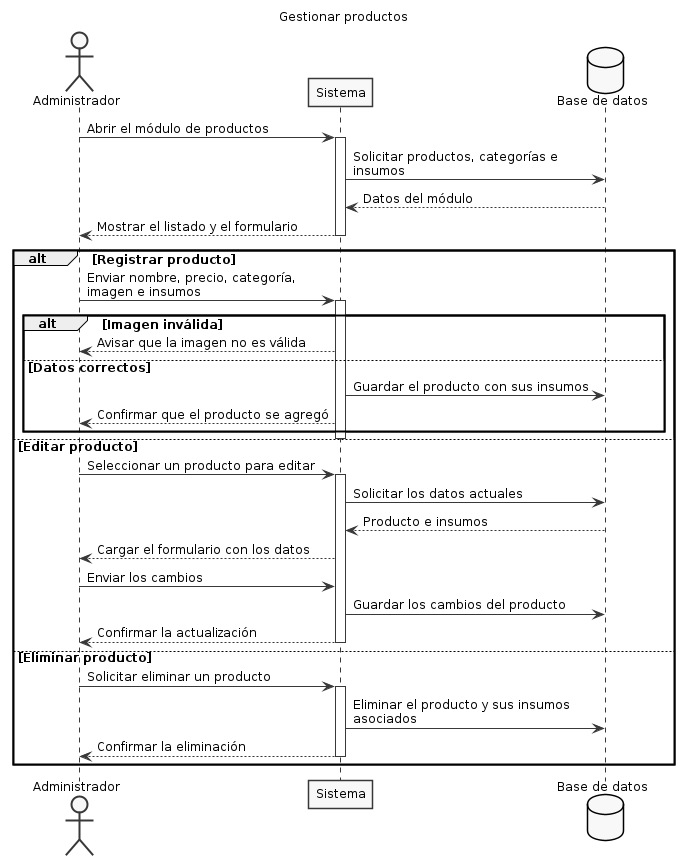 Gestionar productos
Administrador
Sistema
Base de datos
Abrir el módulo de productos
Solicitar productos, categorías e
insumos
Datos del módulo
Mostrar el listado y el formulario
alt
[Registrar producto]
Enviar nombre, precio, categoría,
imagen e insumos
alt
[Imagen inválida]
Avisar que la imagen no es válida
[Datos correctos]
Guardar el producto con sus insumos
Confirmar que el producto se agregó
[Editar producto]
Seleccionar un producto para editar
Solicitar los datos actuales
Producto e insumos
Cargar el formulario con los datos
Enviar los cambios
Guardar los cambios del producto
Confirmar la actualización
[Eliminar producto]
Solicitar eliminar un producto
Eliminar el producto y sus insumos
asociados
Confirmar la eliminación
Administrador
Sistema
Base de datos